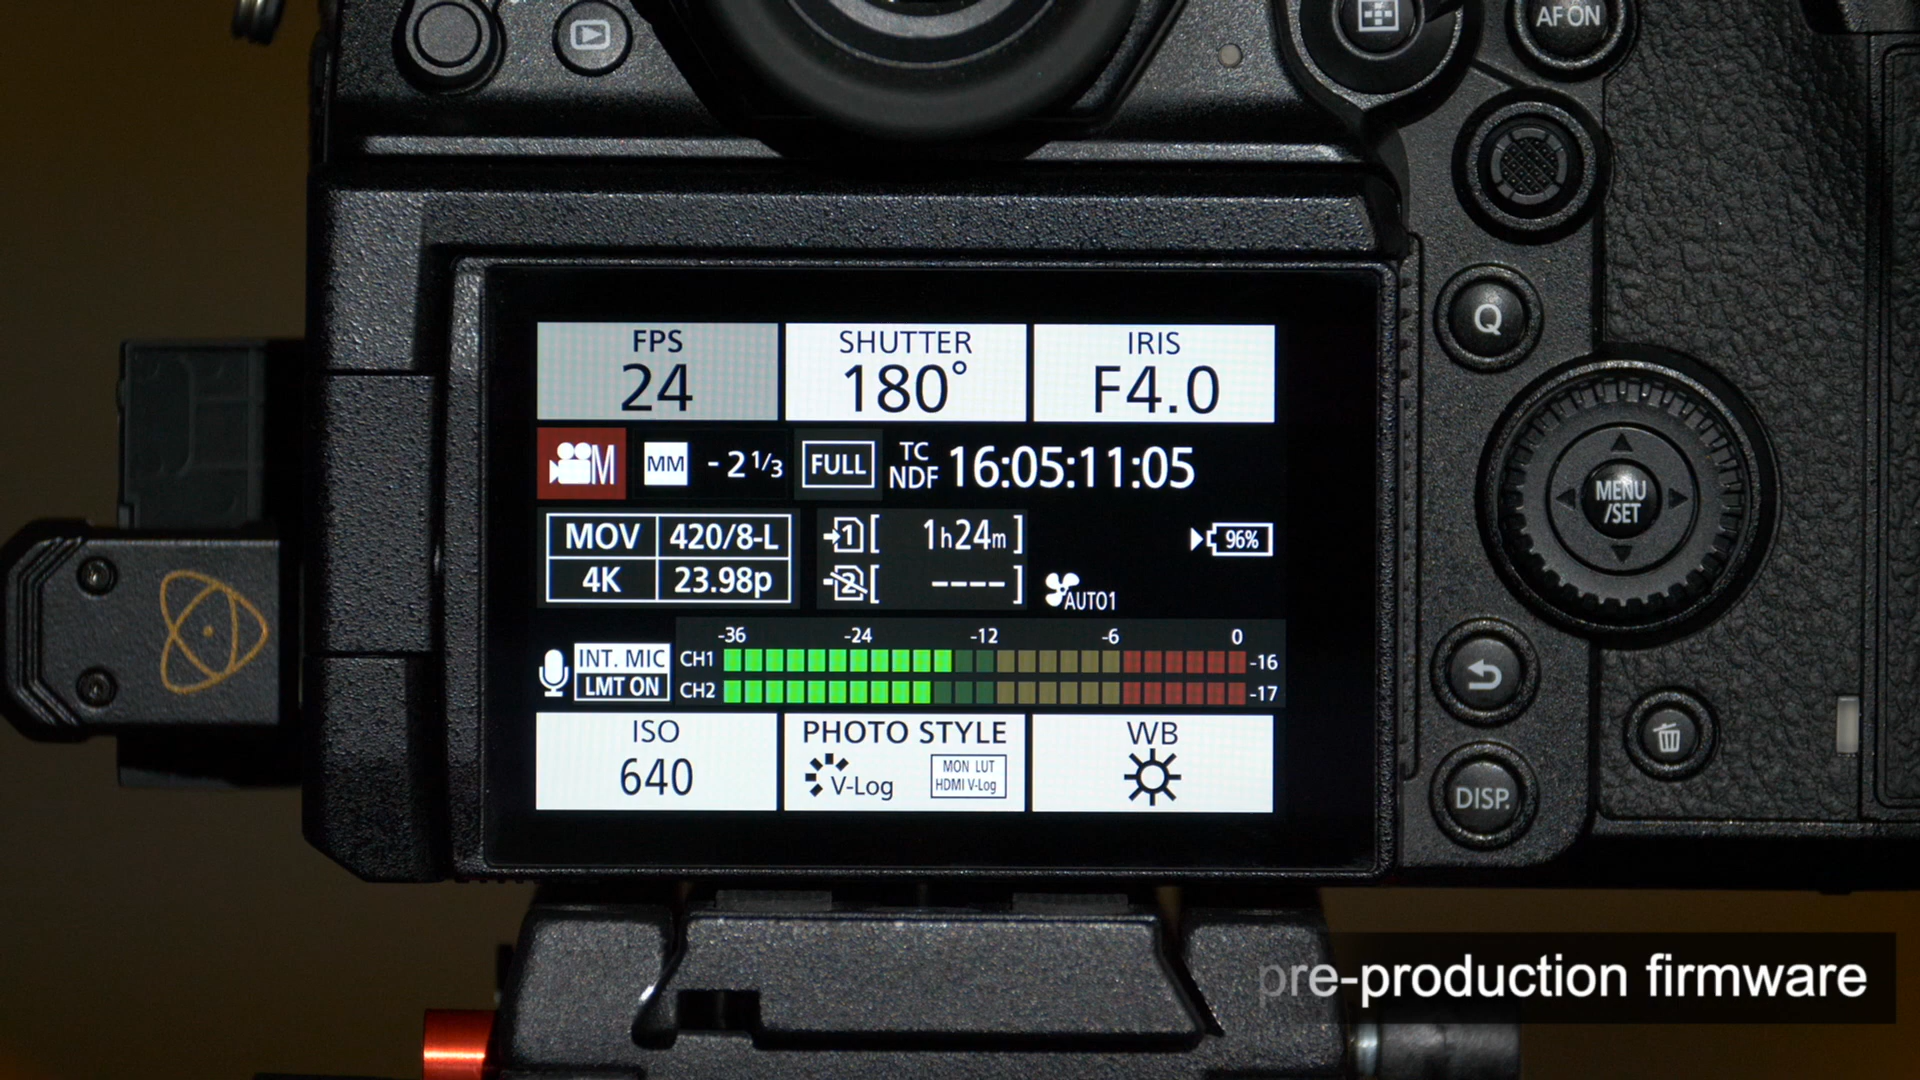 AF ON
FPS
24
SHUTTER
180°
IRIS
F4.0
M
MM
-2 1/3
FULL
TC
NDF
16:05:11:05
MOV
420/8-L
4K
23.98p
1
[ 1h24m ]
2
[ ---- ]
AUTO1
96%
-36 -24 -12 -6 0
INT. MIC
LMT ON
CH1
-16
CH2
-17
ISO
640
PHOTO STYLE
V-Log
MON LUT
HDMI V-Log
WB
Q
MENU
/SET
DISP.
pre-production firmware